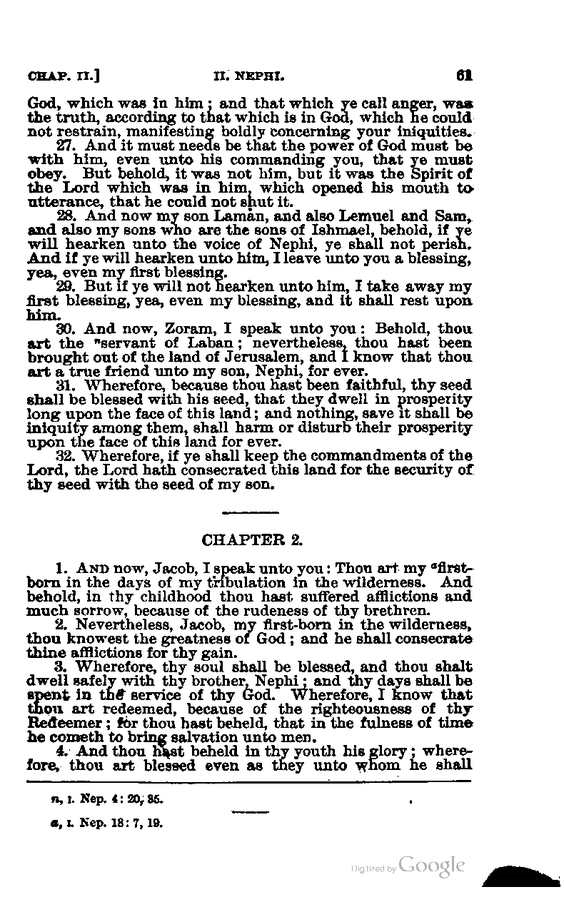 CHAP. II.] II. NEPHI. 61
God, which was in him; and that which ye call anger, was
the truth, according to that which is in God, which he could
not restrain, manifesting boldly concerning your iniquities.
27. And it must needs be that the power of God must be
with him, even unto his commanding you, that ye must
obey. But behold, it was not him, but it was the Spirit of
the Lord which was in him, which opened his mouth to
utterance, that he could not shut it.
28. And now my son Laman, and also Lemuel and Sam,
and also my sons who are the sons of Ishmael, behold, if ye
will hearken unto the voice of Nephi, ye shall not perish.
And if ye will hearken unto him, I leave unto you a blessing,
yea, even my first blessing.
29. But if ye will not hearken unto him, I take away my
first blessing, yea, even my blessing, and it shall rest upon
him.
30. And now, Zoram, I speak unto you: Behold, thou
art the ⁿservant of Laban; nevertheless, thou hast been
brought out of the land of Jerusalem, and I know that thou
art a true friend unto my son, Nephi, for ever.
31. Wherefore, because thou hast been faithful, thy seed
shall be blessed with his seed, that they dwell in prosperity
long upon the face of this land; and nothing, save it shall be
iniquity among them, shall harm or disturb their prosperity
upon the face of this land for ever.
32. Wherefore, if ye shall keep the commandments of the
Lord, the Lord hath consecrated this land for the security of
thy seed with the seed of my son.
CHAPTER 2.
1. AND now, Jacob, I speak unto you: Thou art my ᵃfirst-
born in the days of my tribulation in the wilderness. And
behold, in thy childhood thou hast suffered afflictions and
much sorrow, because of the rudeness of thy brethren.
2. Nevertheless, Jacob, my first-born in the wilderness,
thou knowest the greatness of God; and he shall consecrate
thine afflictions for thy gain.
3. Wherefore, thy soul shall be blessed, and thou shalt
dwell safely with thy brother, Nephi; and thy days shall be
spent in the service of thy God. Wherefore, I know that
thou art redeemed, because of the righteousness of thy
Redeemer; for thou hast beheld, that in the fulness of time
he cometh to bring salvation unto men.
4. And thou hast beheld in thy youth his glory; where-
fore, thou art blessed even as they unto whom he shall
n, I. Nep. 4: 20, 35.
a, I. Nep. 18: 7, 19.
Digitized by Google